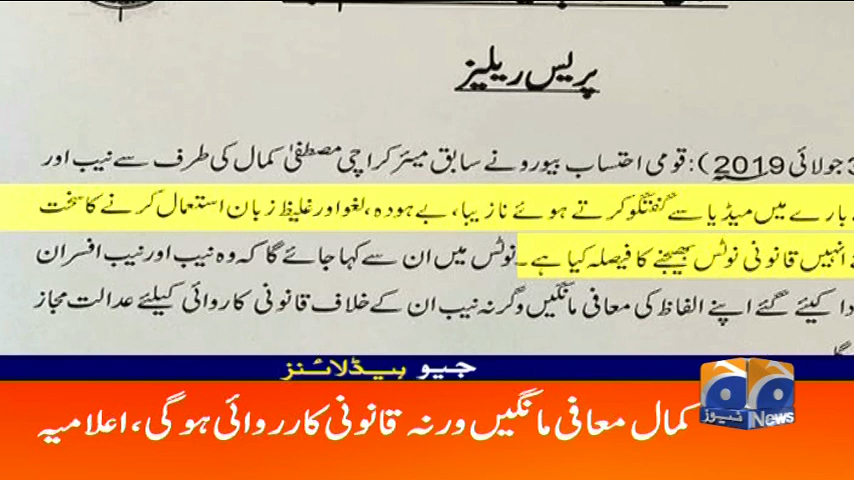 پریس ریلیز
جولائی 2019): قومی احتساب بیورو نے سابق میئر کراچی مصطفیٰ کمال کی طرف سے نیب اور
بارے میں میڈیا سے گفتگو کرتے ہوئے نازیبا، بے ہودہ، لغو اور غلیظ زبان استعمال کرنے کا سخت
انہیں قانونی نوٹس بھیجنے کا فیصلہ کیا ہے۔ نوٹس میں ان سے کہا جائے گا کہ وہ نیب اور نیب افسران
کیئے گئے اپنے الفاظ کی معافی مانگیں وگرنہ نیب ان کے خلاف قانونی کاروائی کیلئے عدالت مجاز
جیو ہیڈلائنز
کمال معافی مانگیں ورنہ قانونی کارروائی ہوگی، اعلامیہ
جیو نیوز News